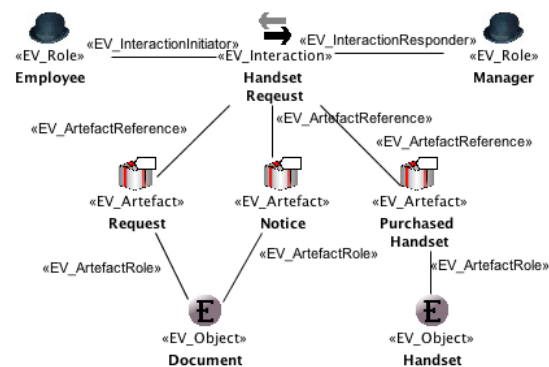 «EV_InteractionInitiator»
«EV_InteractionResponder»
«EV_Role»
«EV_Interaction»
«EV_Role»
Employee
Handset
Manager
Reqeust
«EV_ArtefactReference»
«EV_ArtefactReference»
«EV_ArtefactReference»
«EV_Artefact»
«EV_Artefact»
«EV_Artefact»
Request
Notice
Purchased
Handset
«EV_ArtefactRole»
«EV_ArtefactRole»
«EV_ArtefactRole»
E
E
«EV_Object»
«EV_Object»
Document
Handset